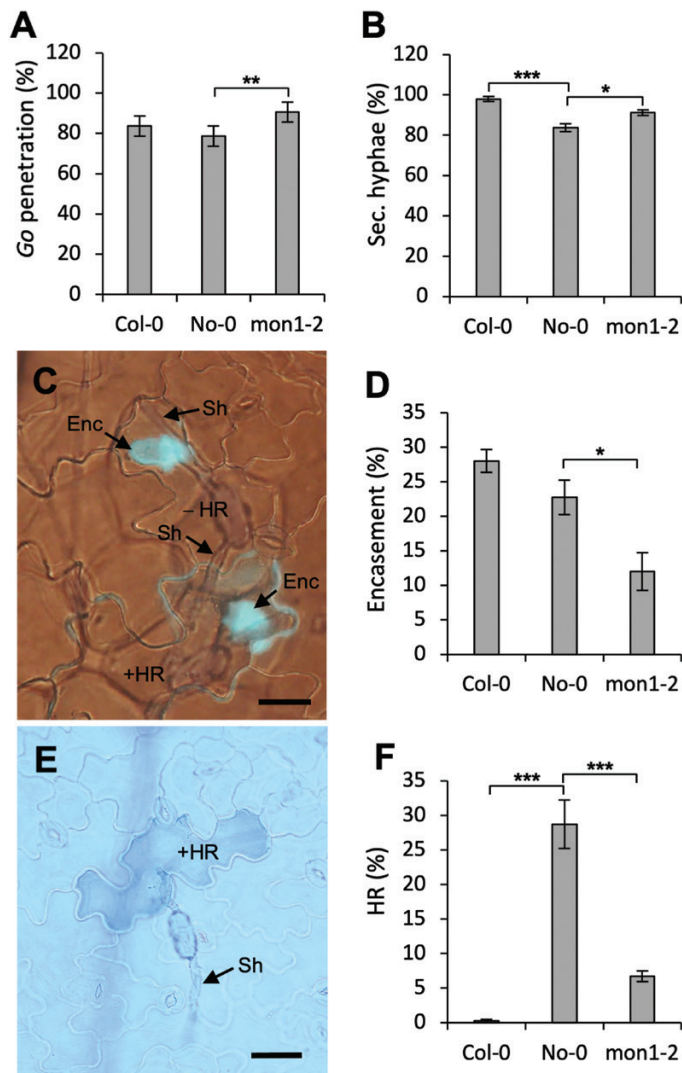 A
Go penetration (%)
120
100
80
60
40
20
0
**
Col-0 No-0 mon1-2
B
Sec. hyphae (%)
120
100
80
60
40
20
0
***
*
Col-0 No-0 mon1-2
C
Sh
Enc
– HR
Sh
Enc
+HR
D
Encasement (%)
35
30
25
20
15
10
5
0
*
Col-0 No-0 mon1-2
E
+HR
Sh
F
HR (%)
35
30
25
20
15
10
5
0
***
***
Col-0 No-0 mon1-2